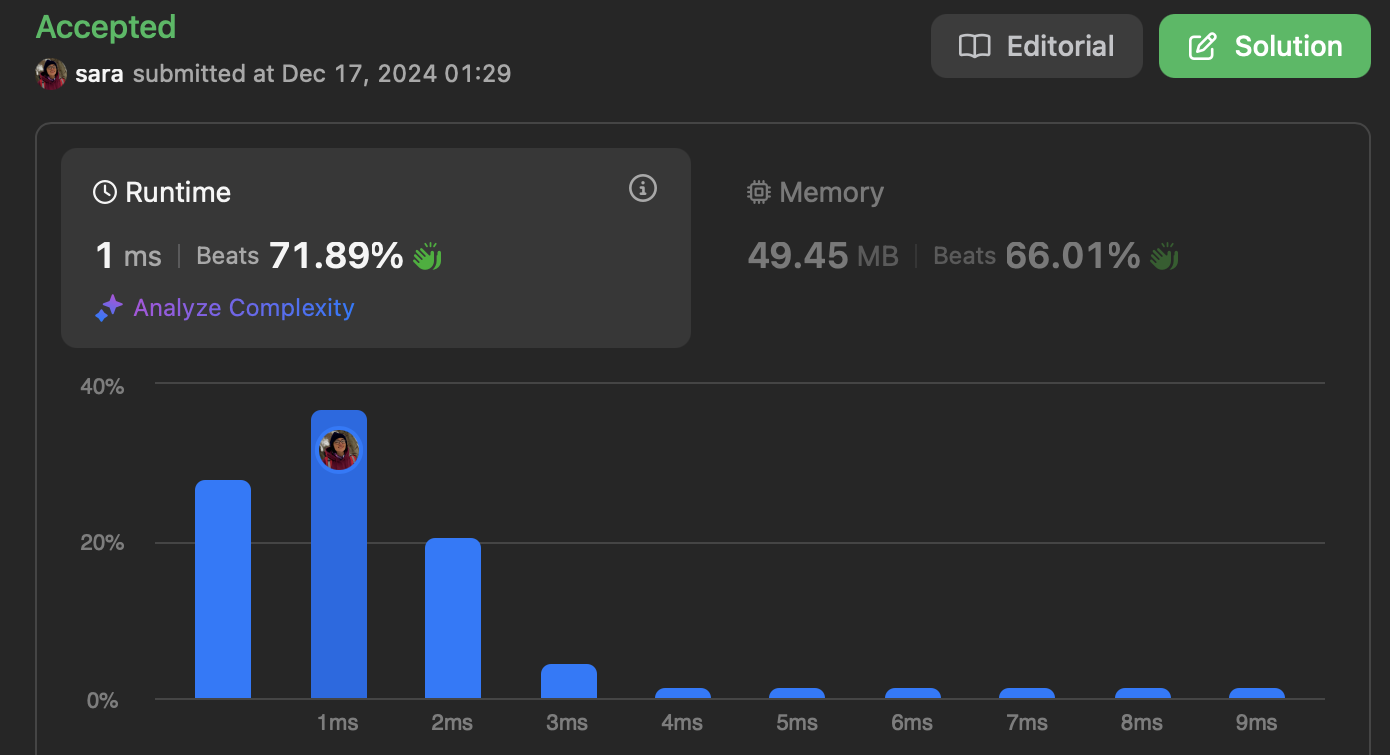 Accepted
Editorial
Solution
sara submitted at Dec 17, 2024 01:29
Runtime
Memory
1 ms Beats 71.89%
49.45 MB Beats 66.01%
Analyze Complexity
40%
20%
0%
1ms 2ms 3ms 4ms 5ms 6ms 7ms 8ms 9ms